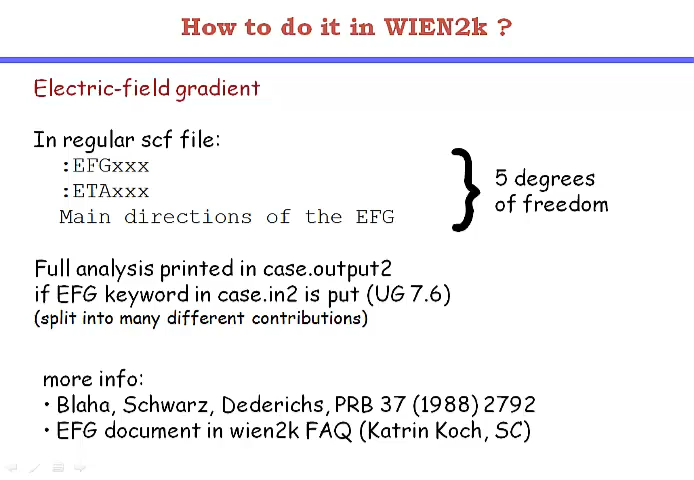 How to do it in WIEN2k ?
Electric-field gradient
In regular scf file:
:EFGxxx
:ETAxxx
Main directions of the EFG
}
5 degrees
of freedom
Full analysis printed in case.output2
if EFG keyword in case.in2 is put (UG 7.6)
(split into many different contributions)
more info:
• Blaha, Schwarz, Dederichs, PRB 37 (1988) 2792
• EFG document in wien2k FAQ (Katrin Koch, SC)